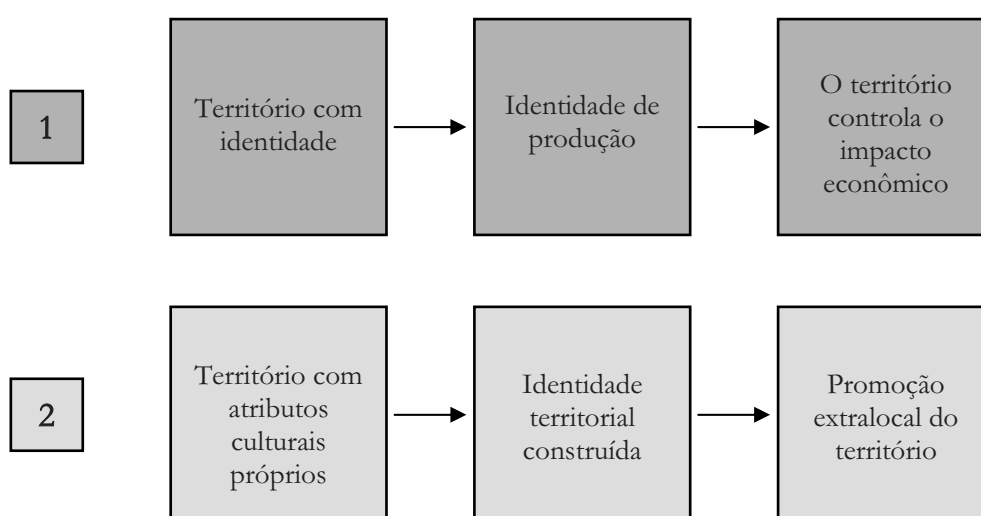 1
Território com
identidade
Identidade de
produção
O território
controla o
impacto
econômico
2
Território com
atributos
culturais
próprios
Identidade
territorial
construída
Promoção
extralocal do
território